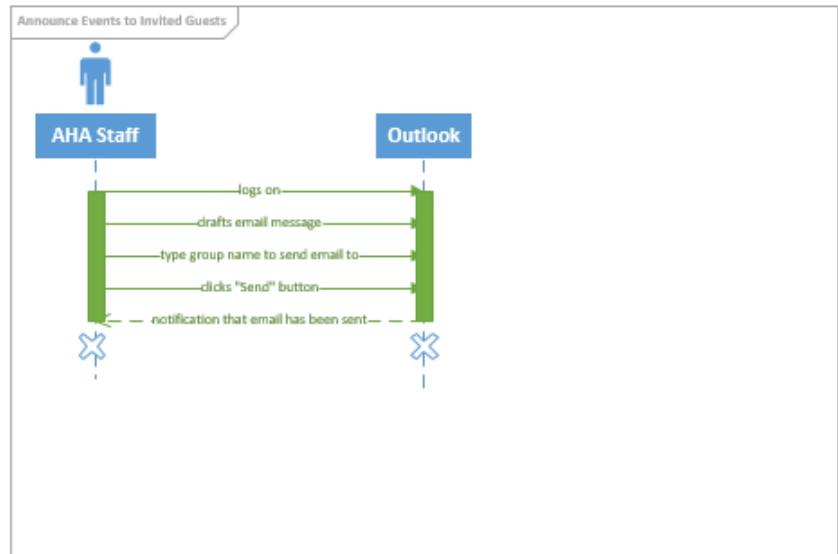 Announce Events to Invited Guests
AHA Staff
Outlook
logs on
drafts email message
type group name to send email to
clicks "Send" button
notification that email has been sent